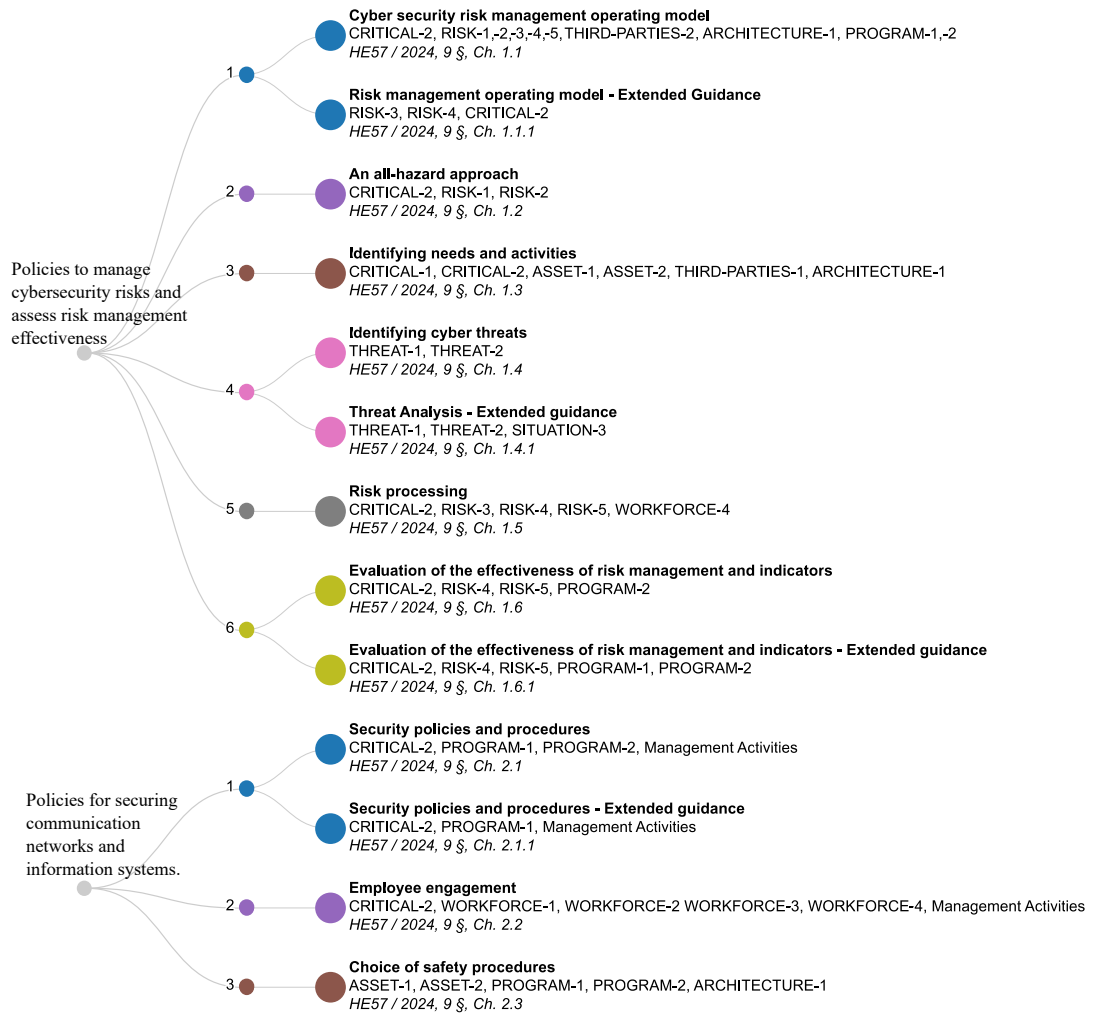 Policies to manage
cybersecurity risks and
assess risk management
effectiveness
1
Cyber security risk management operating model
CRITICAL-2, RISK-1,-2,-3,-4,-5,THIRD-PARTIES-2, ARCHITECTURE-1, PROGRAM-1,-2
HE57 / 2024, 9 §, Ch. 1.1
Risk management operating model - Extended Guidance
RISK-3, RISK-4, CRITICAL-2
HE57 / 2024, 9 §, Ch. 1.1.1
2
An all-hazard approach
CRITICAL-2, RISK-1, RISK-2
HE57 / 2024, 9 §, Ch. 1.2
3
Identifying needs and activities
CRITICAL-1, CRITICAL-2, ASSET-1, ASSET-2, THIRD-PARTIES-1, ARCHITECTURE-1
HE57 / 2024, 9 §, Ch. 1.3
4
Identifying cyber threats
THREAT-1, THREAT-2
HE57 / 2024, 9 §, Ch. 1.4
Threat Analysis - Extended guidance
THREAT-1, THREAT-2, SITUATION-3
HE57 / 2024, 9 §, Ch. 1.4.1
5
Risk processing
CRITICAL-2, RISK-3, RISK-4, RISK-5, WORKFORCE-4
HE57 / 2024, 9 §, Ch. 1.5
6
Evaluation of the effectiveness of risk management and indicators
CRITICAL-2, RISK-4, RISK-5, PROGRAM-2
HE57 / 2024, 9 §, Ch. 1.6
Evaluation of the effectiveness of risk management and indicators - Extended guidance
CRITICAL-2, RISK-4, RISK-5, PROGRAM-1, PROGRAM-2
HE57 / 2024, 9 §, Ch. 1.6.1
Policies for securing
communication
networks and
information systems.
1
Security policies and procedures
CRITICAL-2, PROGRAM-1, PROGRAM-2, Management Activities
HE57 / 2024, 9 §, Ch. 2.1
Security policies and procedures - Extended guidance
CRITICAL-2, PROGRAM-1, Management Activities
HE57 / 2024, 9 §, Ch. 2.1.1
2
Employee engagement
CRITICAL-2, WORKFORCE-1, WORKFORCE-2 WORKFORCE-3, WORKFORCE-4, Management Activities
HE57 / 2024, 9 §, Ch. 2.2
3
Choice of safety procedures
ASSET-1, ASSET-2, PROGRAM-1, PROGRAM-2, ARCHITECTURE-1
HE57 / 2024, 9 §, Ch. 2.3